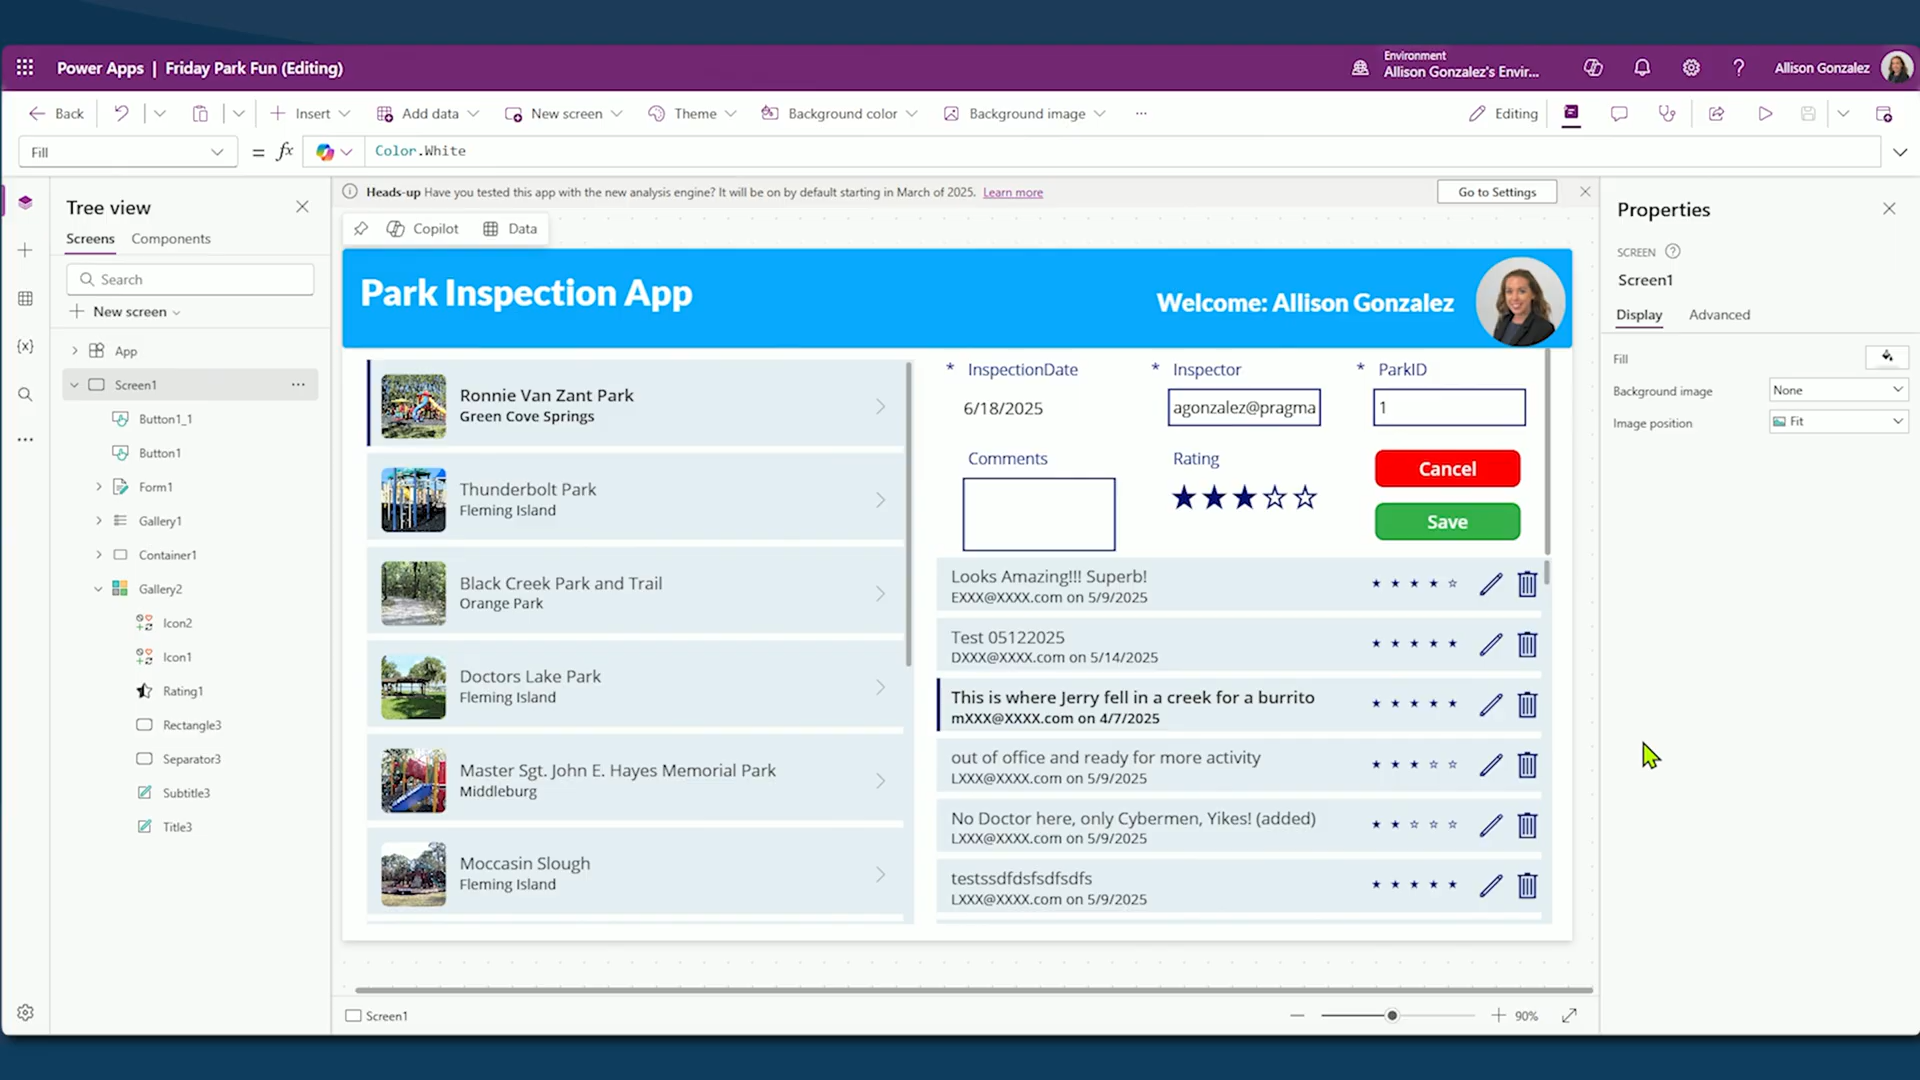 Power Apps | Friday Park Fun (Editing)
Environment
Allison Gonzalez's Envir...
Allison Gonzalez
Back
Insert
Add data
New screen
Theme
Background color
Background image
...
Editing
Fill
= fx
Color.White
Tree view
Screens
Components
Search
New screen
App
Screen1
...
Button1_1
Button1
Form1
Gallery1
Container1
Gallery2
Icon2
Icon1
Rating1
Rectangle3
Separator3
Subtitle3
Title3
Heads-up Have you tested this app with the new analysis engine? It will be on by default starting in March of 2025. Learn more
Go to Settings
Copilot
Data
Park Inspection App
Welcome: Allison Gonzalez
Ronnie Van Zant Park
Green Cove Springs
Thunderbolt Park
Fleming Island
Black Creek Park and Trail
Orange Park
Doctors Lake Park
Fleming Island
Master Sgt. John E. Hayes Memorial Park
Middleburg
Moccasin Slough
Fleming Island
* InspectionDate
* Inspector
* ParkID
6/18/2025
agonzalez@pragma
1
Comments
Rating
Cancel
Save
Looks Amazing!!! Superb!
EXXX@XXXX.com on 5/9/2025
Test 05122025
DXXX@XXXX.com on 5/14/2025
This is where Jerry fell in a creek for a burrito
mXXX@XXXX.com on 4/7/2025
out of office and ready for more activity
LXXX@XXXX.com on 5/9/2025
No Doctor here, only Cybermen, Yikes! (added)
LXXX@XXXX.com on 5/9/2025
testssdfdsfsdfsdfs
LXXX@XXXX.com on 5/9/2025
Screen1
90%
Properties
SCREEN
Screen1
Display
Advanced
Fill
Background image
None
Image position
Fit